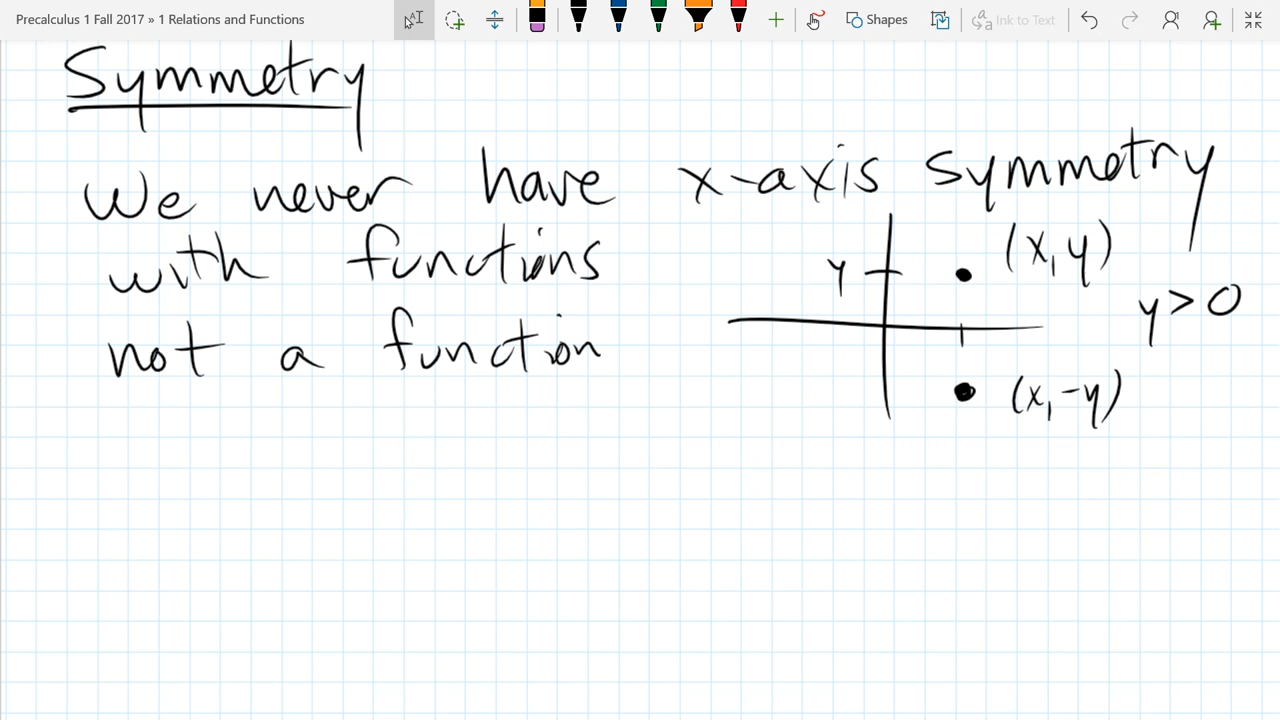 Precalculus 1 Fall 2017 » 1 Relations and Functions
Shapes
Ink to Text
Symmetry
We never have x-axis symmetry
with functions
not a function
y
(x,y)
y > 0
(x,-y)